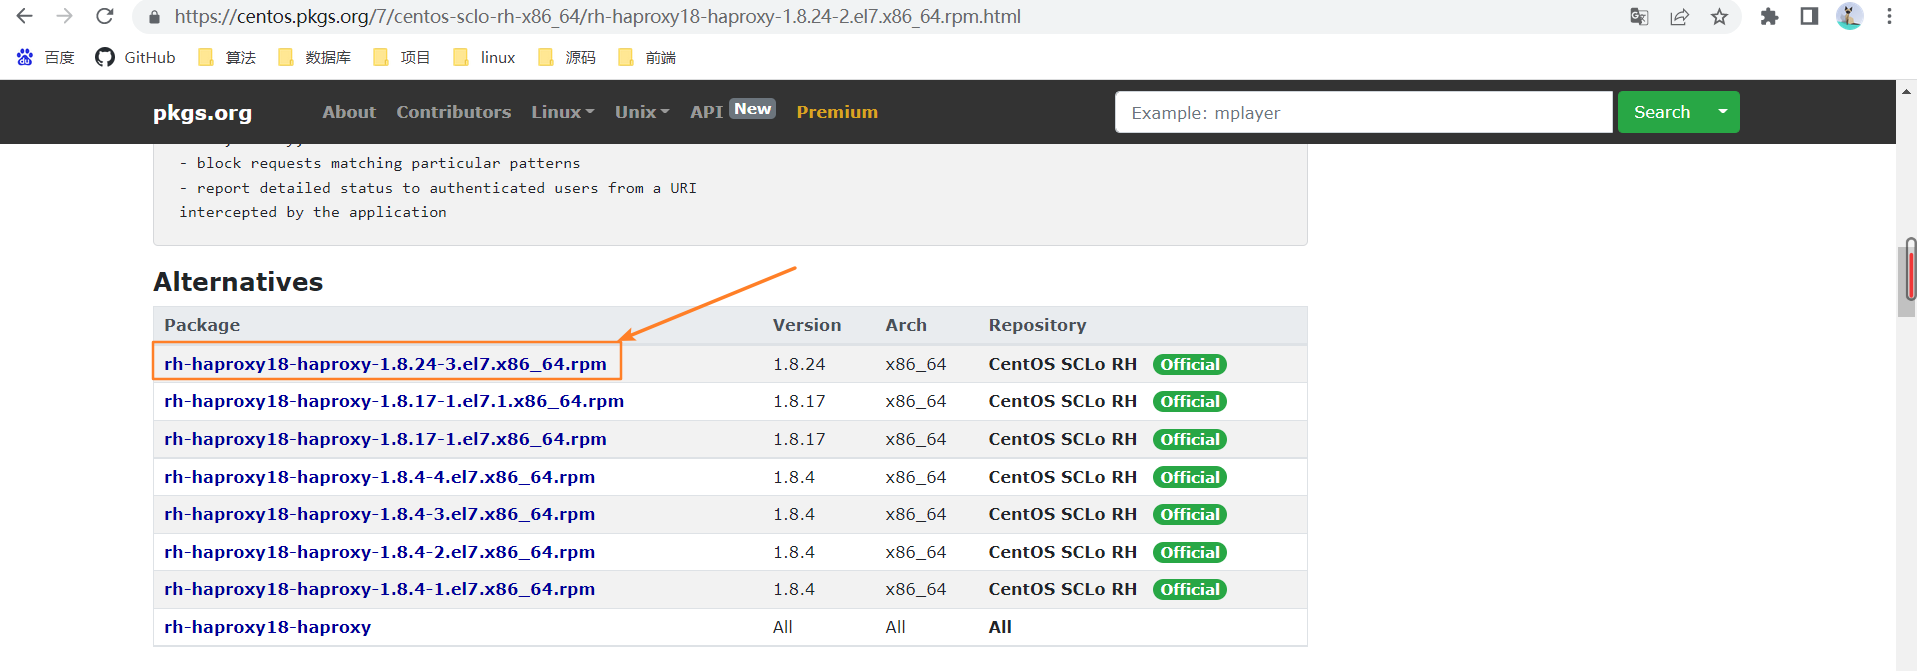 https://centos.pkgs.org/7/centos-sclo-rh-x86_64/rh-haproxy18-haproxy-1.8.24-2.el7.x86_64.rpm.html
百度 GitHub 算法 数据库 项目 linux 源码 前端
pkgs.org About Contributors Linux Unix API New Premium Example: mplayer Search
- block requests matching particular patterns
- report detailed status to authenticated users from a URI
intercepted by the application
Alternatives
Package Version Arch Repository
rh-haproxy18-haproxy-1.8.24-3.el7.x86_64.rpm 1.8.24 x86_64 CentOS SCLo RH Official
rh-haproxy18-haproxy-1.8.17-1.el7.1.x86_64.rpm 1.8.17 x86_64 CentOS SCLo RH Official
rh-haproxy18-haproxy-1.8.17-1.el7.x86_64.rpm 1.8.17 x86_64 CentOS SCLo RH Official
rh-haproxy18-haproxy-1.8.4-4.el7.x86_64.rpm 1.8.4 x86_64 CentOS SCLo RH Official
rh-haproxy18-haproxy-1.8.4-3.el7.x86_64.rpm 1.8.4 x86_64 CentOS SCLo RH Official
rh-haproxy18-haproxy-1.8.4-2.el7.x86_64.rpm 1.8.4 x86_64 CentOS SCLo RH Official
rh-haproxy18-haproxy-1.8.4-1.el7.x86_64.rpm 1.8.4 x86_64 CentOS SCLo RH Official
rh-haproxy18-haproxy All All All